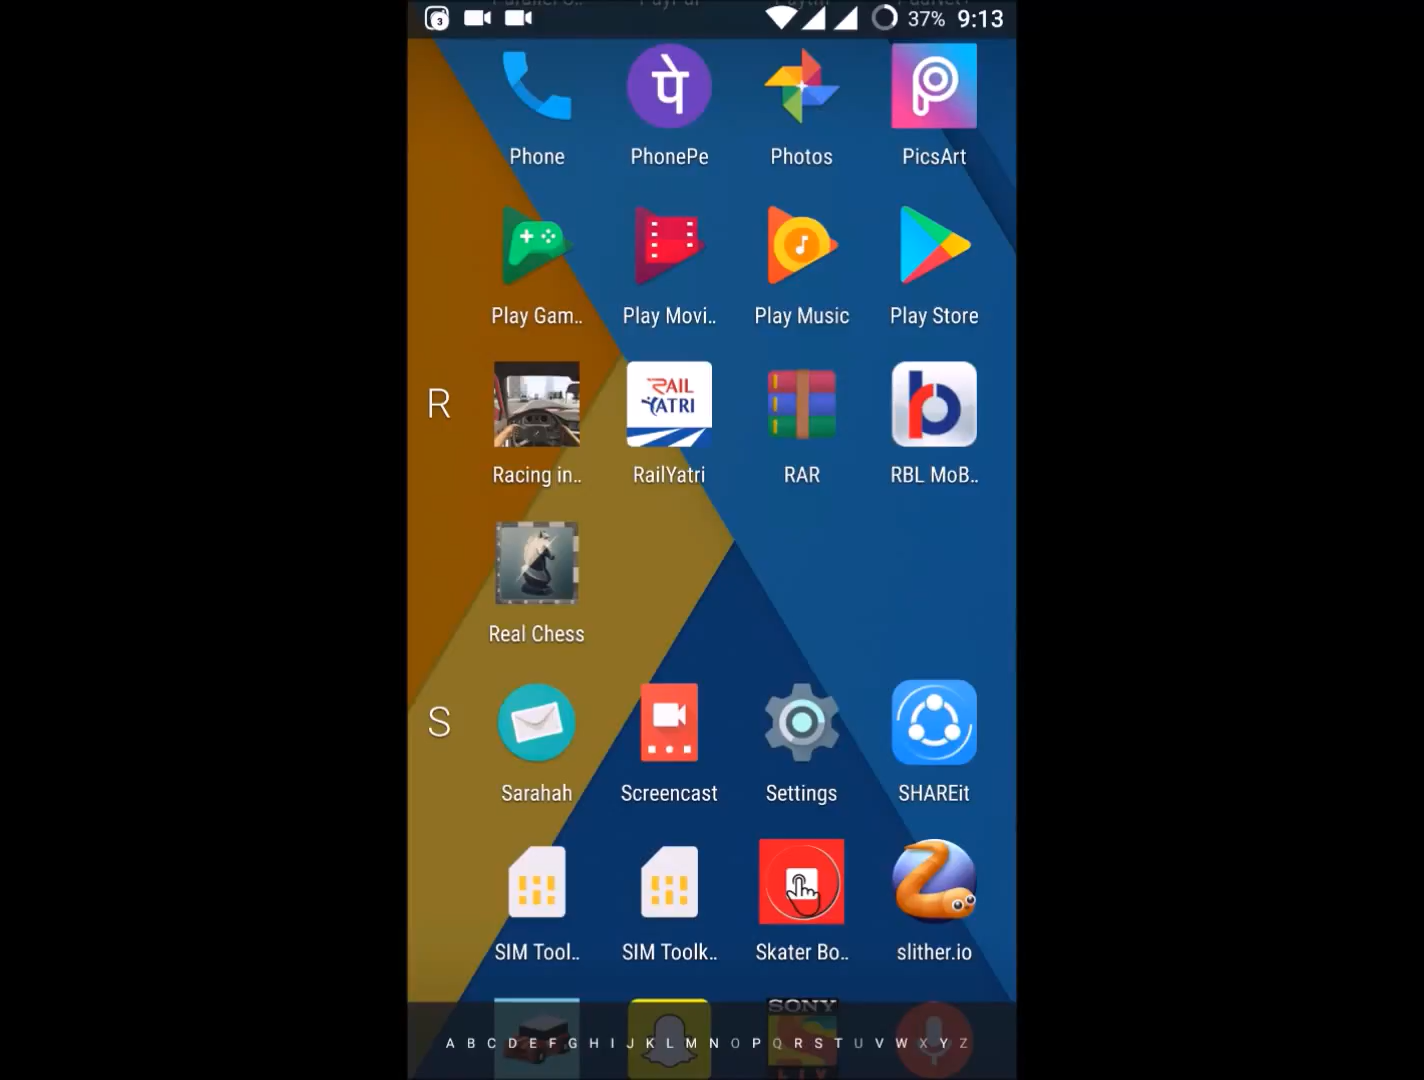 3 37% 9:13
पे
Phone PhonePe Photos PicsArt
Play Gam.. Play Movi.. Play Music Play Store
R
RAIL
YATRI
Racing in.. RailYatri RAR RBL MoB..
Real Chess
S
Sarahah Screencast Settings SHAREit
SIM Tool.. SIM Toolk.. Skater Bo.. slither.io
SONY
LIV
A B C D E F G H I J K L M N O P Q R S T U V W X Y Z